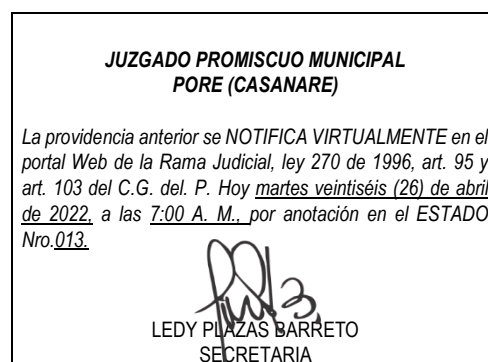 JUZGADO PROMISCUO MUNICIPAL
PORE (CASANARE)
La providencia anterior se NOTIFICA VIRTUALMENTE en el
portal Web de la Rama Judicial, ley 270 de 1996, art. 95 y
art. 103 del C.G. del. P. Hoy martes veintiséis (26) de abril
de 2022, a las 7:00 A. M., por anotación en el ESTADO
Nro.013.
LEDY PLAZAS BARRETO
SECRETARIA